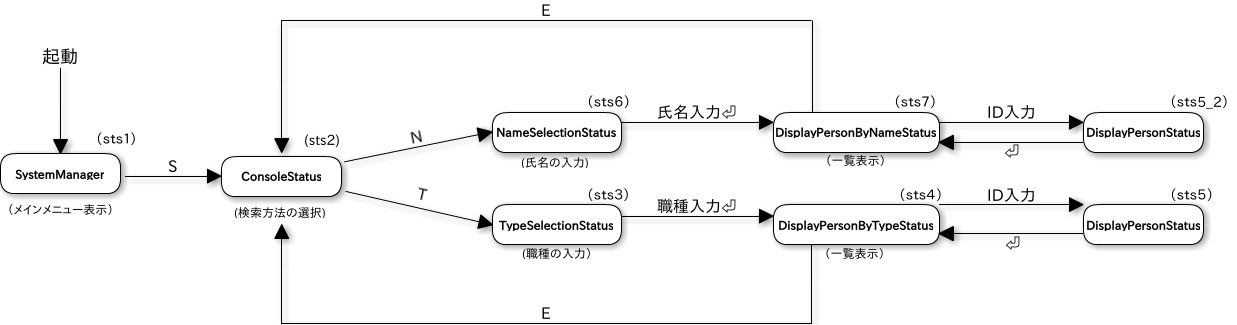 E
起動
(sts1)
SystemManager
(メインメニュー表示)
S
(sts2)
ConsoleStatus
(検索方法の選択)
N
(sts6)
NameSelectionStatus
(氏名の入力)
氏名入力⏎
(sts7)
DisplayPersonByNameStatus
(一覧表示)
ID入力
⏎
(sts5_2)
DisplayPersonStatus
T
(sts3)
TypeSelectionStatus
(職種の入力)
職種入力⏎
(sts4)
DisplayPersonByTypeStatus
(一覧表示)
ID入力
⏎
(sts5)
DisplayPersonStatus
E